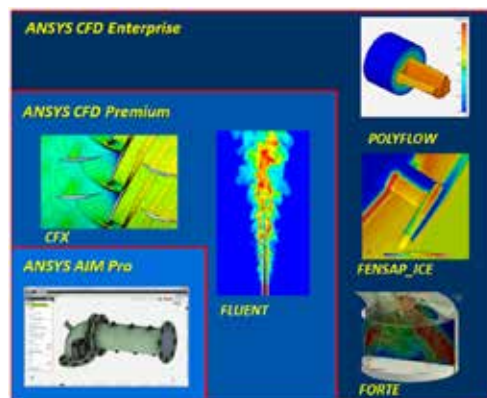 ANSYS CFD Enterprise
ANSYS CFD Premium
POLYFLOW
CFX
FENSAP_ICE
ANSYS AIM Pro
FLUENT
FORTE